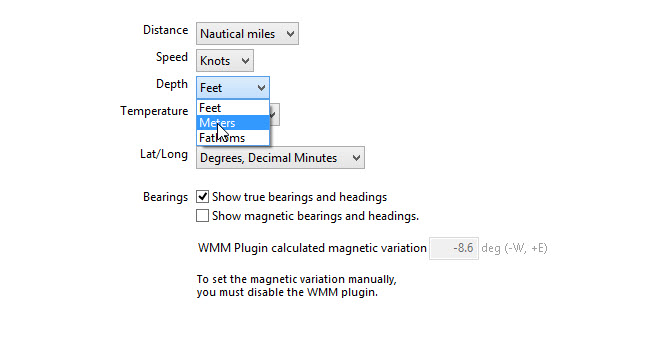 Distance Nautical miles
Speed Knots
Depth Feet
Feet
Temperature
Meters
Fathoms
Lat/Long Degrees, Decimal Minutes
Bearings Show true bearings and headings
Show magnetic bearings and headings.
WMM Plugin calculated magnetic variation -8.6 deg (-W, +E)
To set the magnetic variation manually,
you must disable the WMM plugin.